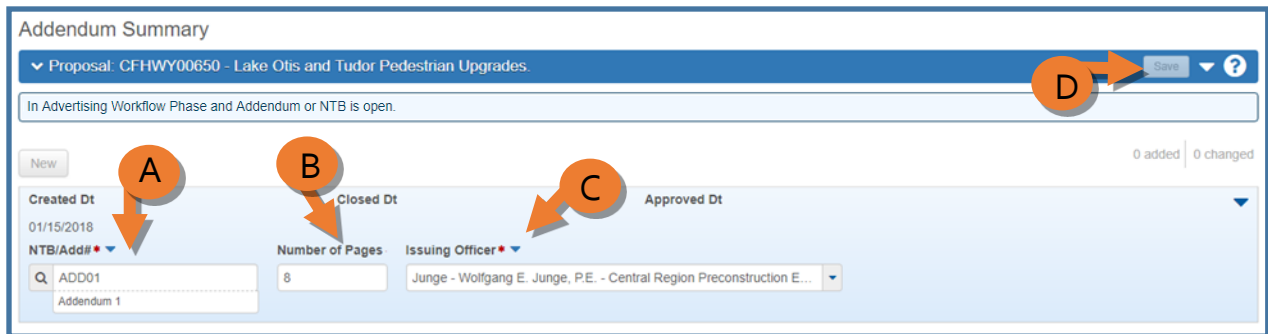 Addendum Summary
Proposal: CFHWY00650 - Lake Otis and Tudor Pedestrian Upgrades.
Save
?
D
In Advertising Workflow Phase and Addendum or NTB is open.
New
0 added 0 changed
A
B
C
Created Dt
Closed Dt
Approved Dt
01/15/2018
NTB/Add#*
Number of Pages
Issuing Officer*
ADD01
8
Junge - Wolfgang E. Junge, P.E. - Central Region Preconstruction E...
Addendum 1